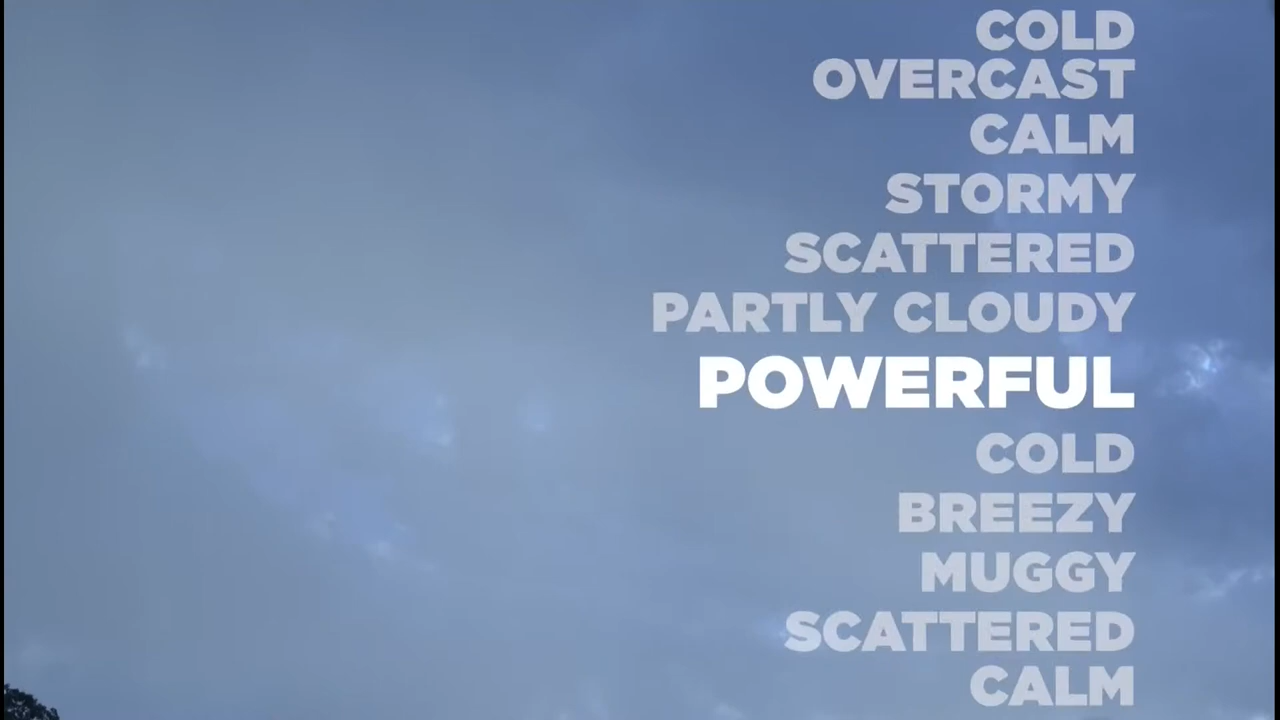 COLD
OVERCAST
CALM
STORMY
SCATTERED
PARTLY CLOUDY
POWERFUL
COLD
BREEZY
MUGGY
SCATTERED
CALM